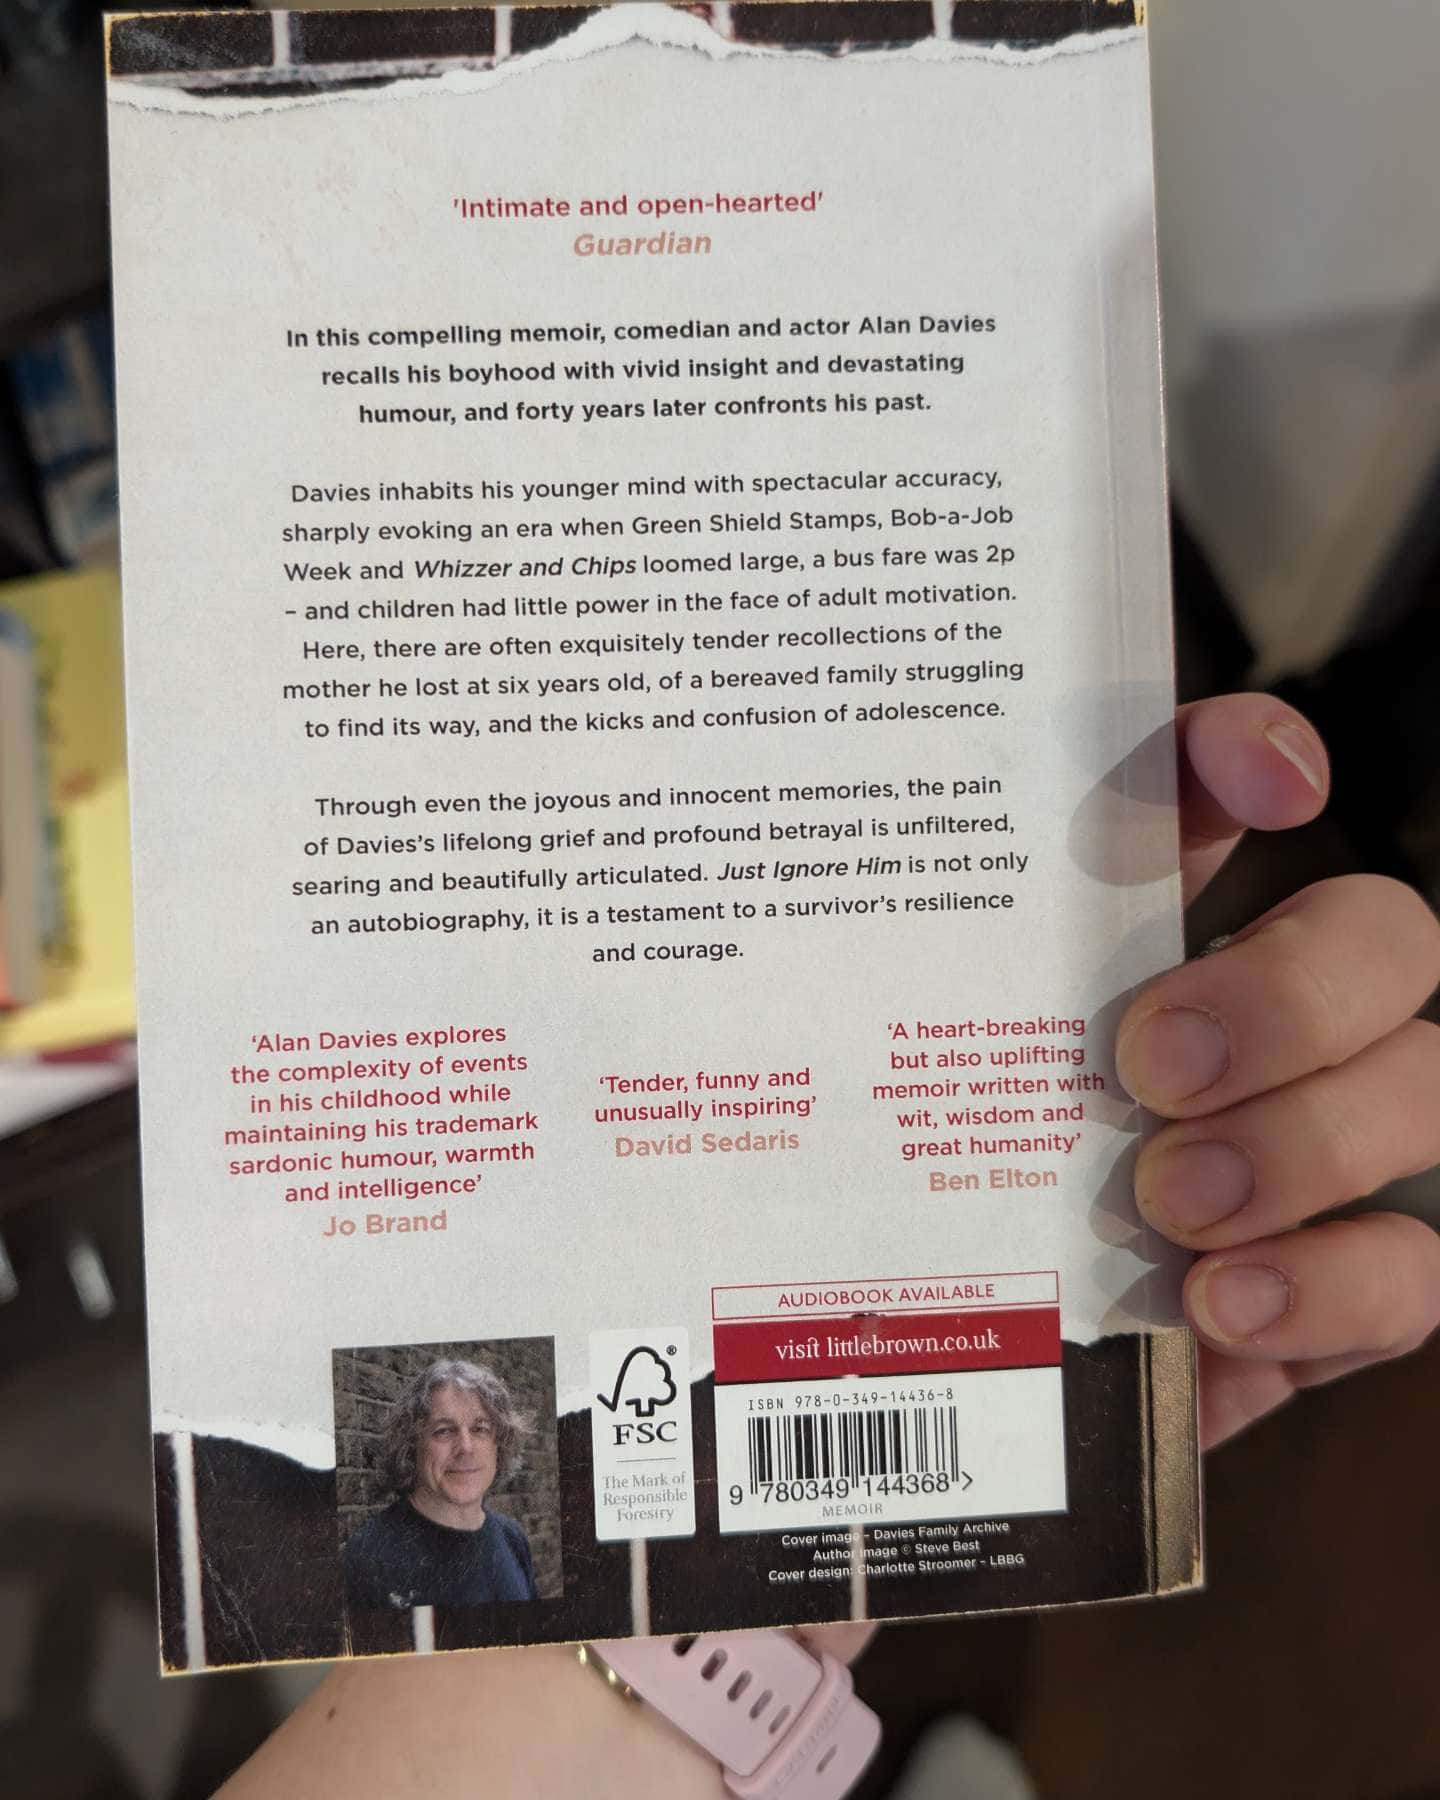 'Intimate and open-hearted'
Guardian
In this compelling memoir, comedian and actor Alan Davies
recalls his boyhood with vivid insight and devastating
humour, and forty years later confronts his past.
Davies inhabits his younger mind with spectacular accuracy,
sharply evoking an era when Green Shield Stamps, Bob-a-Job
Week and Whizzer and Chips loomed large, a bus fare was 2p
– and children had little power in the face of adult motivation.
Here, there are often exquisitely tender recollections of the
mother he lost at six years old, of a bereaved family struggling
to find its way, and the kicks and confusion of adolescence.
Through even the joyous and innocent memories, the pain
of Davies's lifelong grief and profound betrayal is unfiltered,
searing and beautifully articulated. Just Ignore Him is not only
an autobiography, it is a testament to a survivor's resilience
and courage.
'Alan Davies explores
the complexity of events
in his childhood while
maintaining his trademark
sardonic humour, warmth
and intelligence'
Jo Brand
'Tender, funny and
unusually inspiring'
David Sedaris
'A heart-breaking
but also uplifting
memoir written with
wit, wisdom and
great humanity'
Ben Elton
AUDIOBOOK AVAILABLE
visit littlebrown.co.uk
®
FSC
The Mark of
Responsible
Forestry
ISBN 978-0-349-14436-8
9 780349 144368 >
MEMOIR
Cover image – Davies Family Archive
Author image © Steve Best
Cover design: Charlotte Stroomer – LBBG